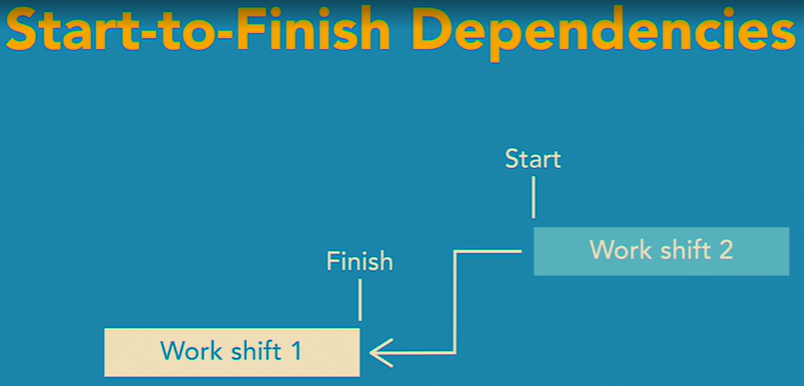 Start-to-Finish Dependencies
Start
Work shift 2
Finish
Work shift 1